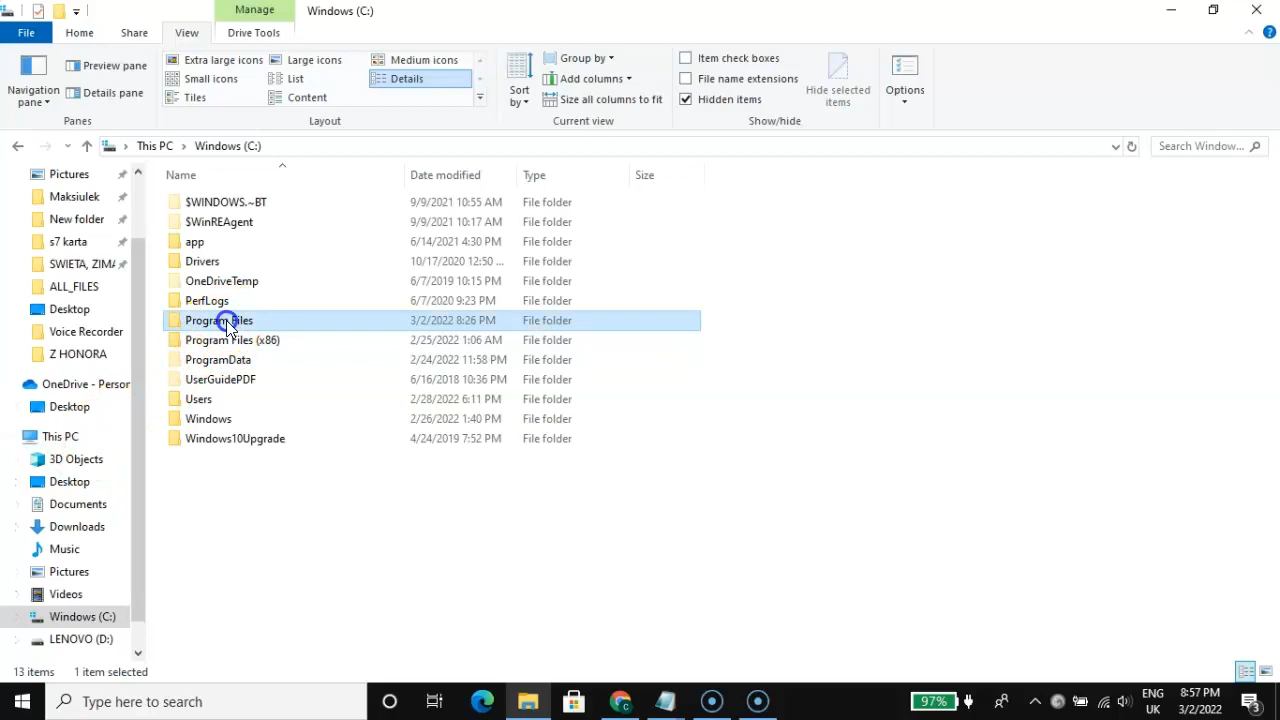 Manage
Windows (C:)
File
Home
Share
View
Drive Tools
Navigation pane
Preview pane
Details pane
Panes
Extra large icons
Large icons
Medium icons
Small icons
List
Details
Tiles
Content
Layout
Sort by
Group by
Add columns
Size all columns to fit
Current view
Item check boxes
File name extensions
Hidden items
Hide selected items
Show/hide
Options
This PC
Windows (C:)
Search Window...
Name
Date modified
Type
Size
$WINDOWS.~BT 9/9/2021 10:55 AM File folder
$WinREAgent 9/9/2021 10:17 AM File folder
app 6/14/2021 4:30 PM File folder
Drivers 10/17/2020 12:50 ... File folder
OneDriveTemp 6/7/2019 10:15 PM File folder
PerfLogs 6/7/2020 9:23 PM File folder
Program Files 3/2/2022 8:26 PM File folder
Program Files (x86) 2/25/2022 1:06 AM File folder
ProgramData 2/24/2022 11:58 PM File folder
UserGuidePDF 6/16/2018 10:36 PM File folder
Users 2/28/2022 6:11 PM File folder
Windows 2/26/2022 1:40 PM File folder
Windows10Upgrade 4/24/2019 7:52 PM File folder
Pictures
Maksiulek
New folder
s7 karta
SWIETA, ZIMA
ALL_FILES
Desktop
Voice Recorder
Z HONORA
OneDrive - Person
Desktop
This PC
3D Objects
Desktop
Documents
Downloads
Music
Pictures
Videos
Windows (C:)
LENOVO (D:)
13 items
1 item selected
Type here to search
97%
ENG
UK
8:57 PM
3/2/2022
3